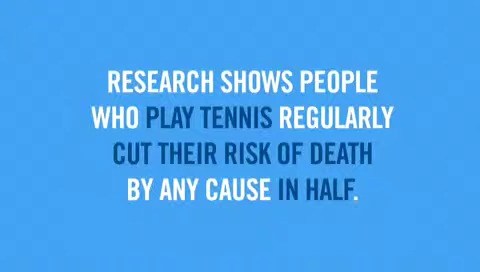 RESEARCH SHOWS PEOPLE
WHO PLAY TENNIS REGULARLY
CUT THEIR RISK OF DEATH
BY ANY CAUSE IN HALF.